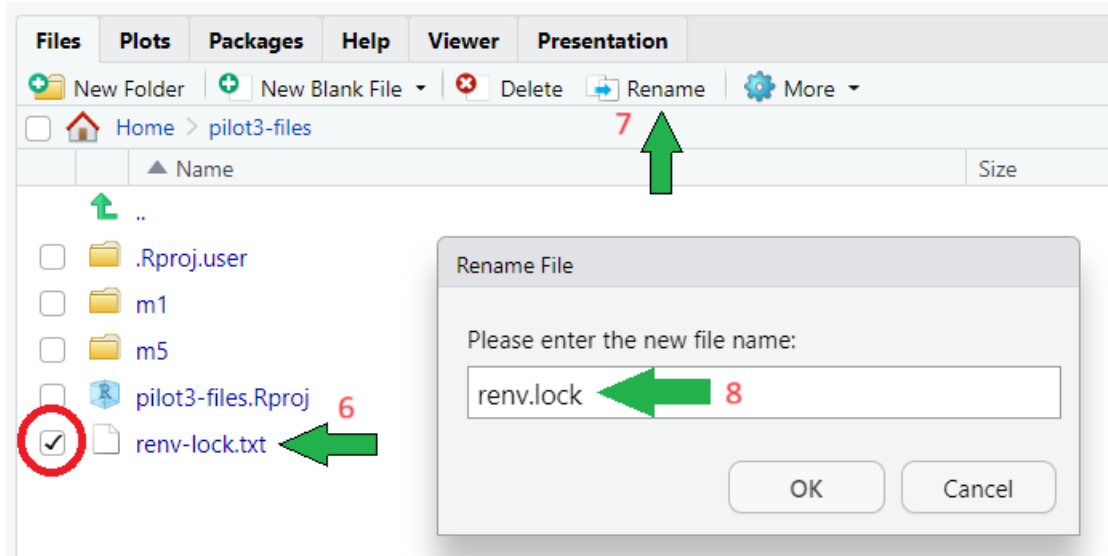 Files Plots Packages Help Viewer Presentation
New Folder New Blank File Delete Rename More
Home > pilot3-files
7
Name Size
..
.Rproj.user
m1
m5
pilot3-files.Rproj
6
renv-lock.txt
Rename File
Please enter the new file name:
renv.lock
8
OK Cancel